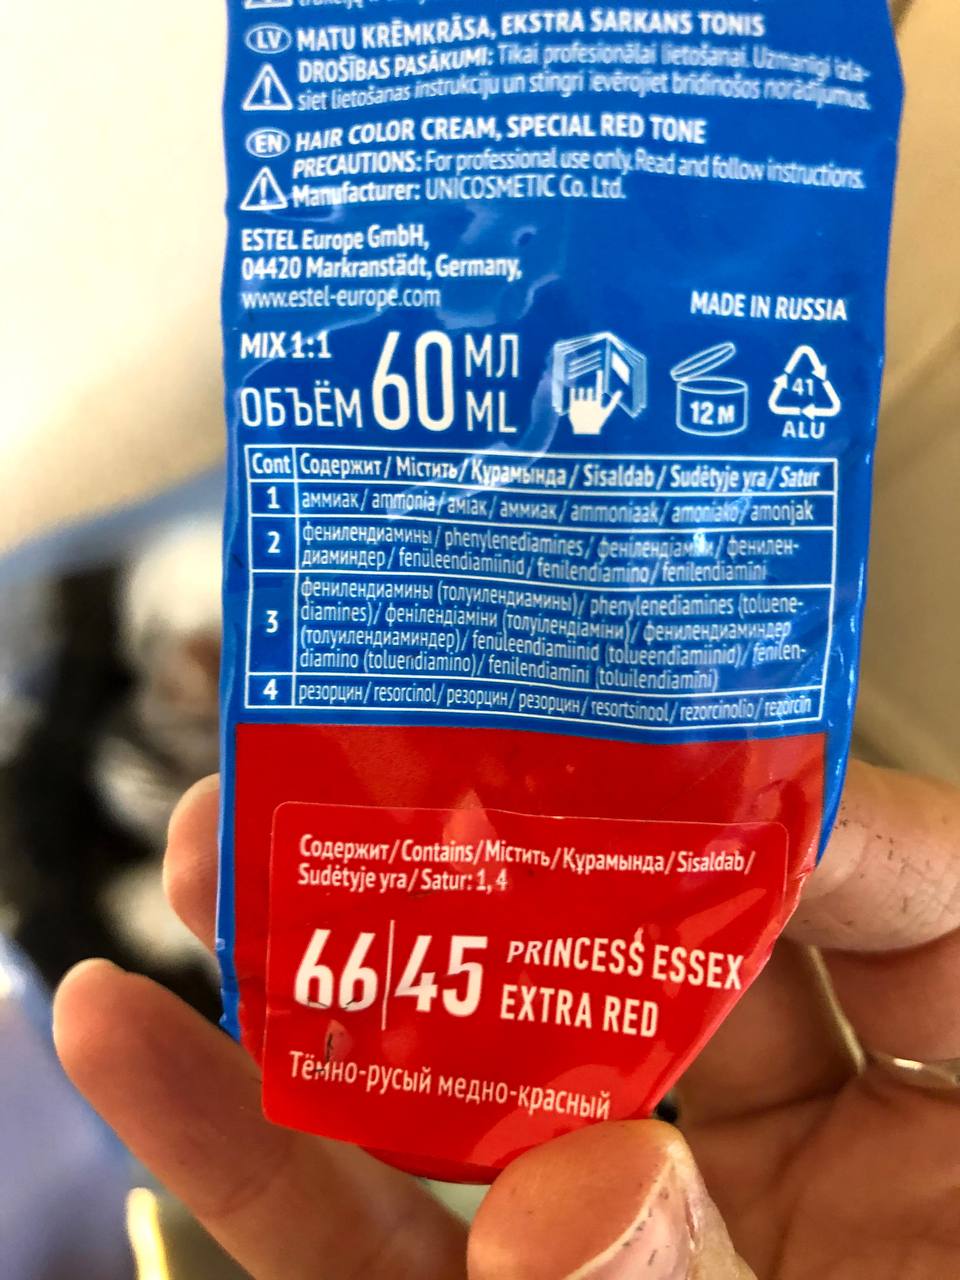 LV MATU KRĒMKRĀSA, EKSTRA SARKANS TONIS
DROŠĪBAS PASĀKUMI: Tikai profesionālai lietošanai. Uzmanīgi izla-
siet lietošanas instrukciju un stingri ievērojiet brīdinošos norādījumus.
EN HAIR COLOR CREAM, SPECIAL RED TONE
PRECAUTIONS: For professional use only. Read and follow instructions.
Manufacturer: UNICOSMETIC Co. Ltd.
ESTEL Europe GmbH,
04420 Markranstädt, Germany,
www.estel-europe.com
MADE IN RUSSIA
MIX 1:1
ОБЪЁМ 60 МЛ
ML
12 M
41
ALU
Cont Содержит / Містить / Құрамында / Sisaldab / Sudėtyje yra / Satur
1 аммиак / ammonia / аміак / аммиак / ammoniaak / amoniako / amonjak
2 фенилендиамины / phenylenediamines / фенілендіаміни / фенилен-
диаминдер / fenüleendiamiinid / fenilendiamino / fenilendiamīni
3 фенилендиамины (толуилендиамины) / phenylenediamines (toluene-
diamines) / феніленді​аміни (толуілендіаміни) / фенилендиаминдер
(толуилендиаминдер) / fenüleendiamiinid (tolueendiamiinid) / fenilen-
diamino (toluendiamino) / fenilendiamīni (toluilendiamīni)
4 резорцин / resorcinol / резорцин / резорцин / resortsinool / rezorcinolio / rezorcīn
Содержит / Contains / Містить / Құрамында / Sisaldab /
Sudėtyje yra / Satur: 1, 4
66|45 PRINCESS ESSEX
EXTRA RED
Тёмно-русый медно-красный